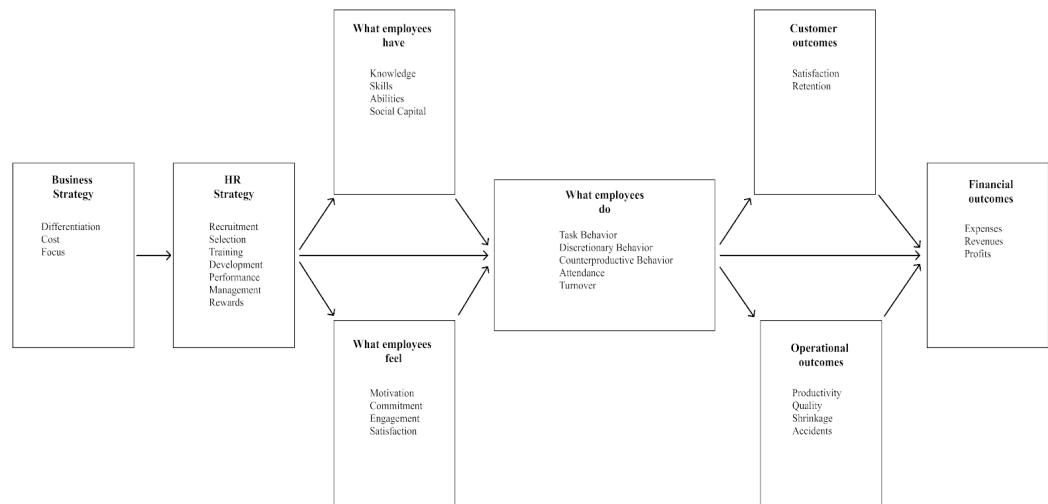 Business
Strategy
Differentiation
Cost
Focus
HR
Strategy
Recruitment
Selection
Training
Development
Performance
Management
Rewards
What employees
have
Knowledge
Skills
Abilities
Social Capital
What employees
feel
Motivation
Commitment
Engagement
Satisfaction
What employees
do
Task Behavior
Discretionary Behavior
Counterproductive Behavior
Attendance
Turnover
Customer
outcomes
Satisfaction
Retention
Operational
outcomes
Productivity
Quality
Shrinkage
Accidents
Financial
outcomes
Expenses
Revenues
Profits